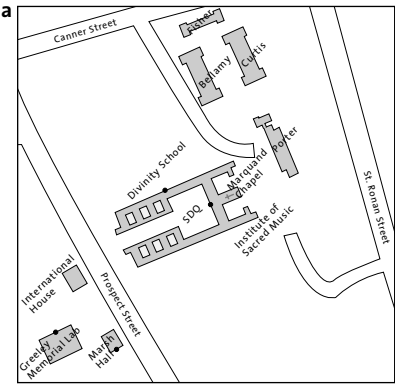 a
Canner Street
Fisher
Bellamy
Curtis
Porter
Divinity School
Marquand
Chapel
SDQ
Institute of
Sacred Music
St. Ronan Street
International
House
Prospect Street
Greeley
Memorial Lab
Marsh
Hall